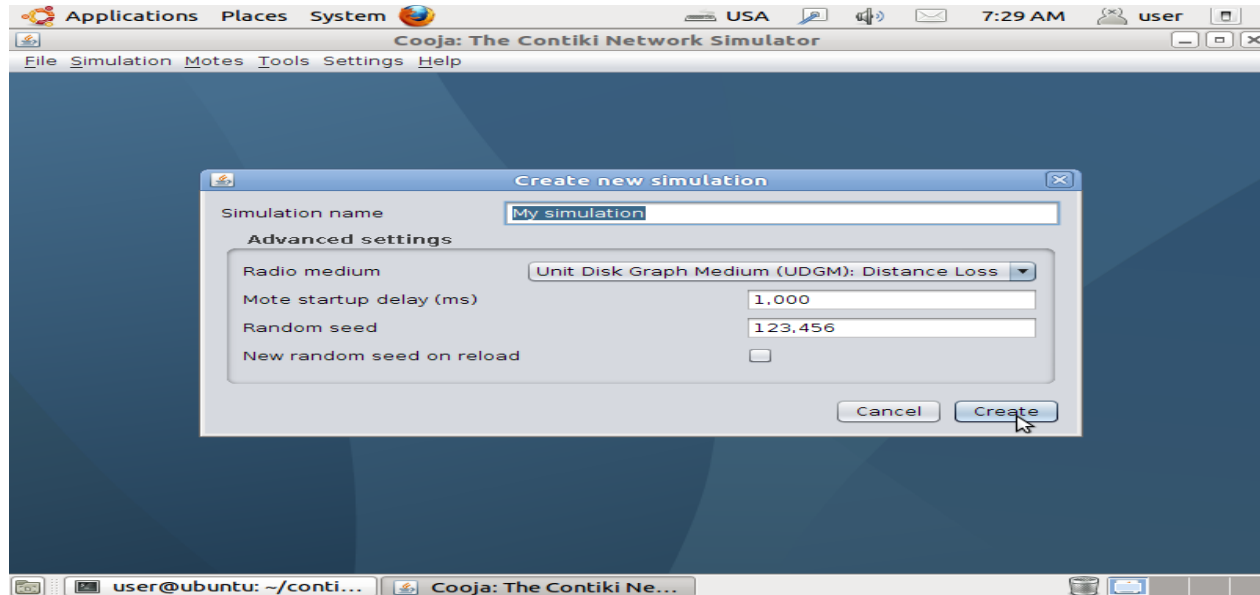 Applications Places System USA 7:29 AM user
Cooja: The Contiki Network Simulator
File Simulation Motes Tools Settings Help
Create new simulation
Simulation name My simulation
Advanced settings
Radio medium Unit Disk Graph Medium (UDGM): Distance Loss
Mote startup delay (ms) 1,000
Random seed 123,456
New random seed on reload
Cancel Create
user@ubuntu: ~/conti... Cooja: The Contiki Ne...